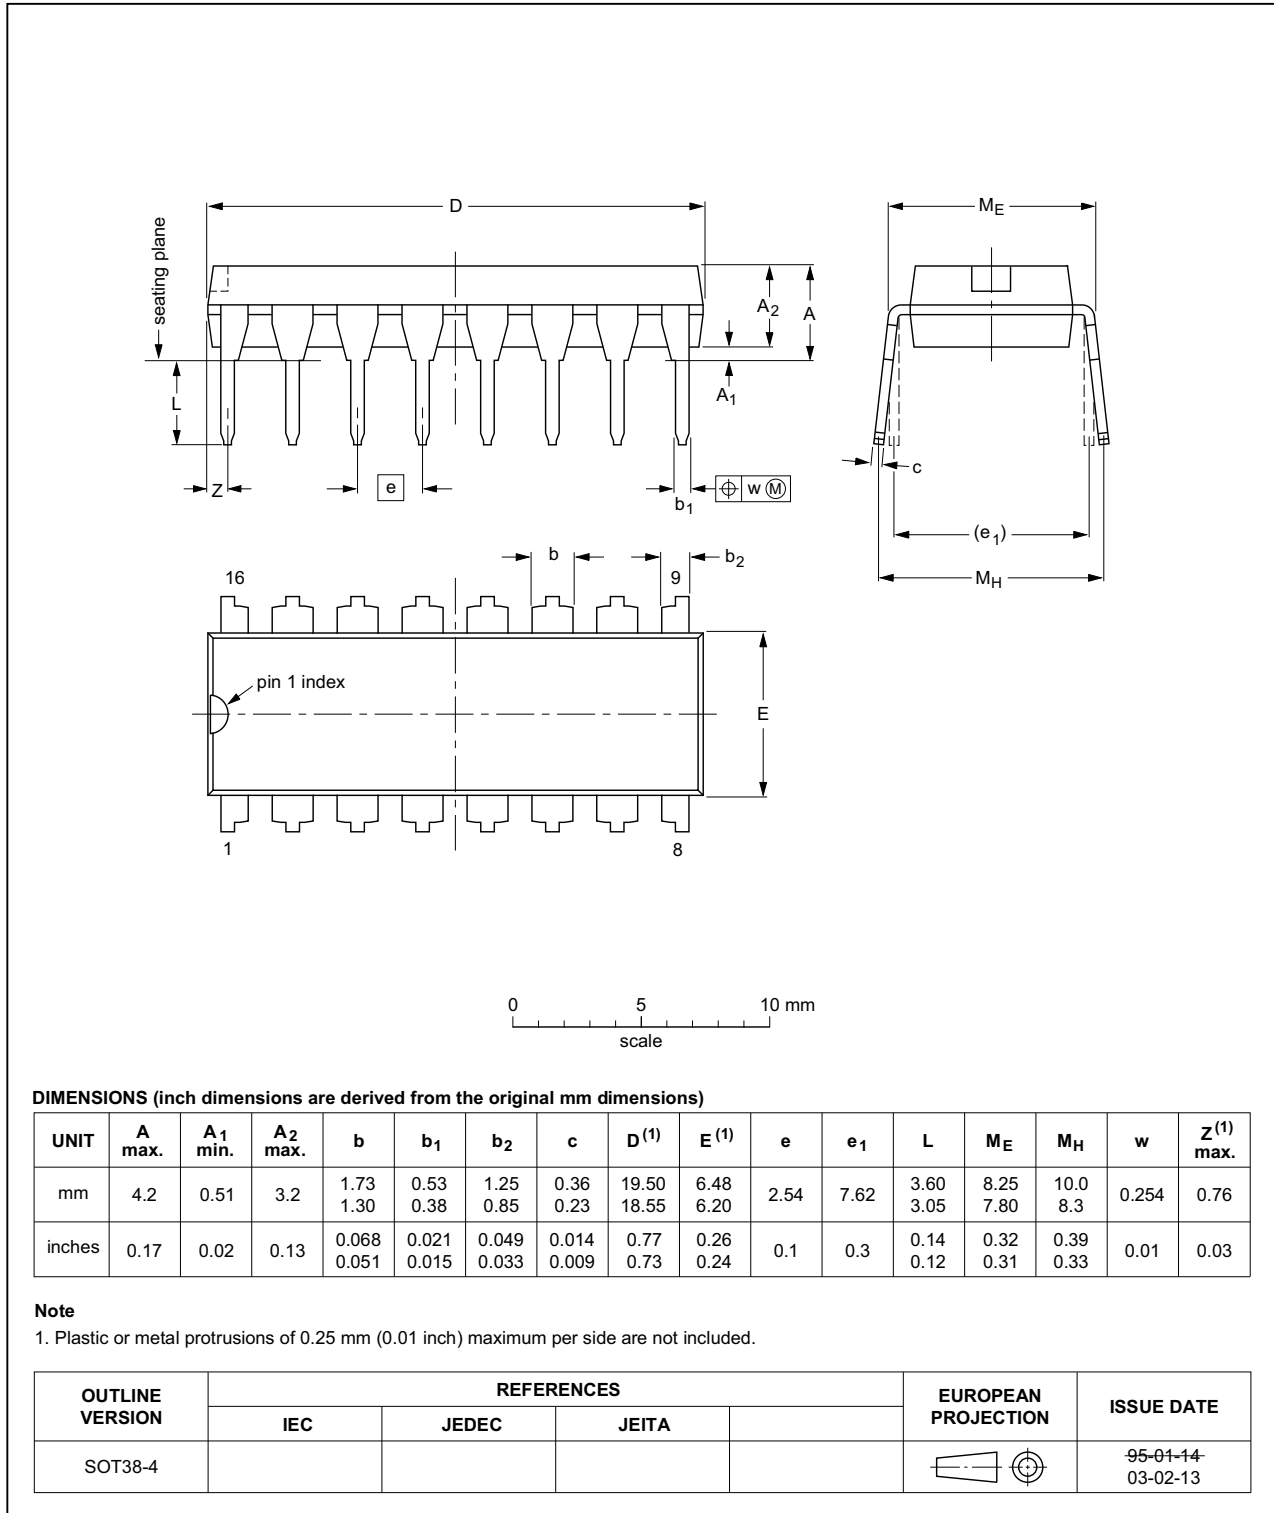 D
M_E
seating plane
A_2
A
A_1
L
Z
e
b_1
w M
c
(e_1)
M_H
b
b_2
16
9
pin 1 index
E
1
8
0 5 10 mm
scale
DIMENSIONS (inch dimensions are derived from the original mm dimensions)
UNIT A max. A1 min. A2 max. b b1 b2 c D(1) E(1) e e1 L ME MH w Z(1) max.
mm 4.2 0.51 3.2 1.73 1.30 0.53 0.38 1.25 0.85 0.36 0.23 19.50 18.55 6.48 6.20 2.54 7.62 3.60 3.05 8.25 7.80 10.0 8.3 0.254 0.76
inches 0.17 0.02 0.13 0.068 0.051 0.021 0.015 0.049 0.033 0.014 0.009 0.77 0.73 0.26 0.24 0.1 0.3 0.14 0.12 0.32 0.31 0.39 0.33 0.01 0.03
Note
1. Plastic or metal protrusions of 0.25 mm (0.01 inch) maximum per side are not included.
OUTLINE VERSION REFERENCES EUROPEAN PROJECTION ISSUE DATE
IEC JEDEC JEITA
SOT38-4 95-01-14
03-02-13